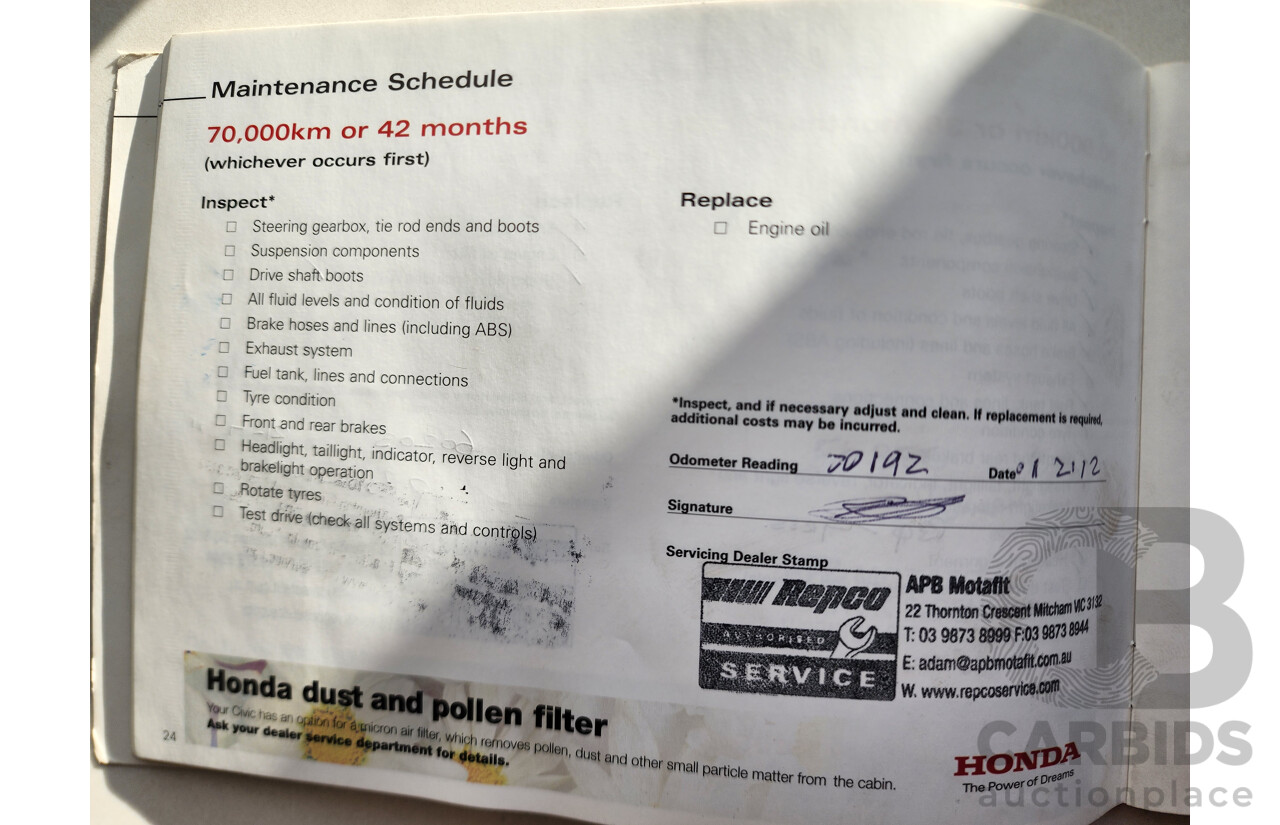 Maintenance Schedule
70,000km or 42 months
(whichever occurs first)
Inspect*
Steering gearbox, tie rod ends and boots
Suspension components
Drive shaft boots
All fluid levels and condition of fluids
Brake hoses and lines (including ABS)
Exhaust system
Fuel tank, lines and connections
Tyre condition
Front and rear brakes
Headlight, taillight, indicator, reverse light and
brakelight operation
Rotate tyres
Test drive (check all systems and controls)
Replace
Engine oil
*Inspect, and if necessary adjust and clean. If replacement is required,
additional costs may be incurred.
Odometer Reading 70192 Date
Signature
Servicing Dealer Stamp
Repco
AUTHORISED
SERVICE
APB Motafit
22 Thornton Crescent Mitcham VIC 3132
T: 03 9873 8999 F:03 9873 8944
E: adam@apbmotafit.com.au
W. www.repcoservice.com
Honda dust and pollen filter
Your Civic has an option for a micron air filter, which removes pollen, dust and other small particle matter from the cabin.
Ask your dealer service department for details.
24
HONDA
The Power of Dreams
CARBIDS
auctionplace